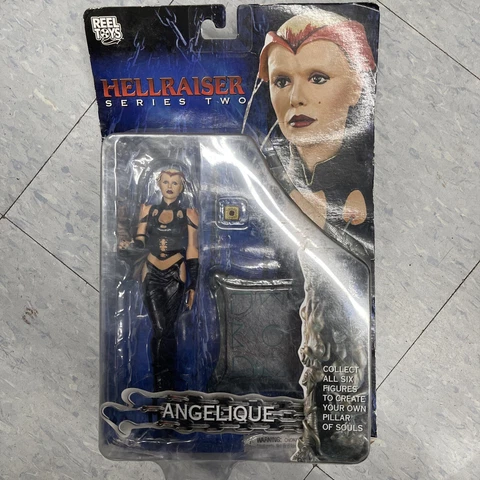 REEL
TOYS
HELLRAISER
SERIES TWO
COLLECT
ALL SIX
FIGURES
TO CREATE
YOUR OWN
PILLAR
OF SOULS
ANGELIQUE